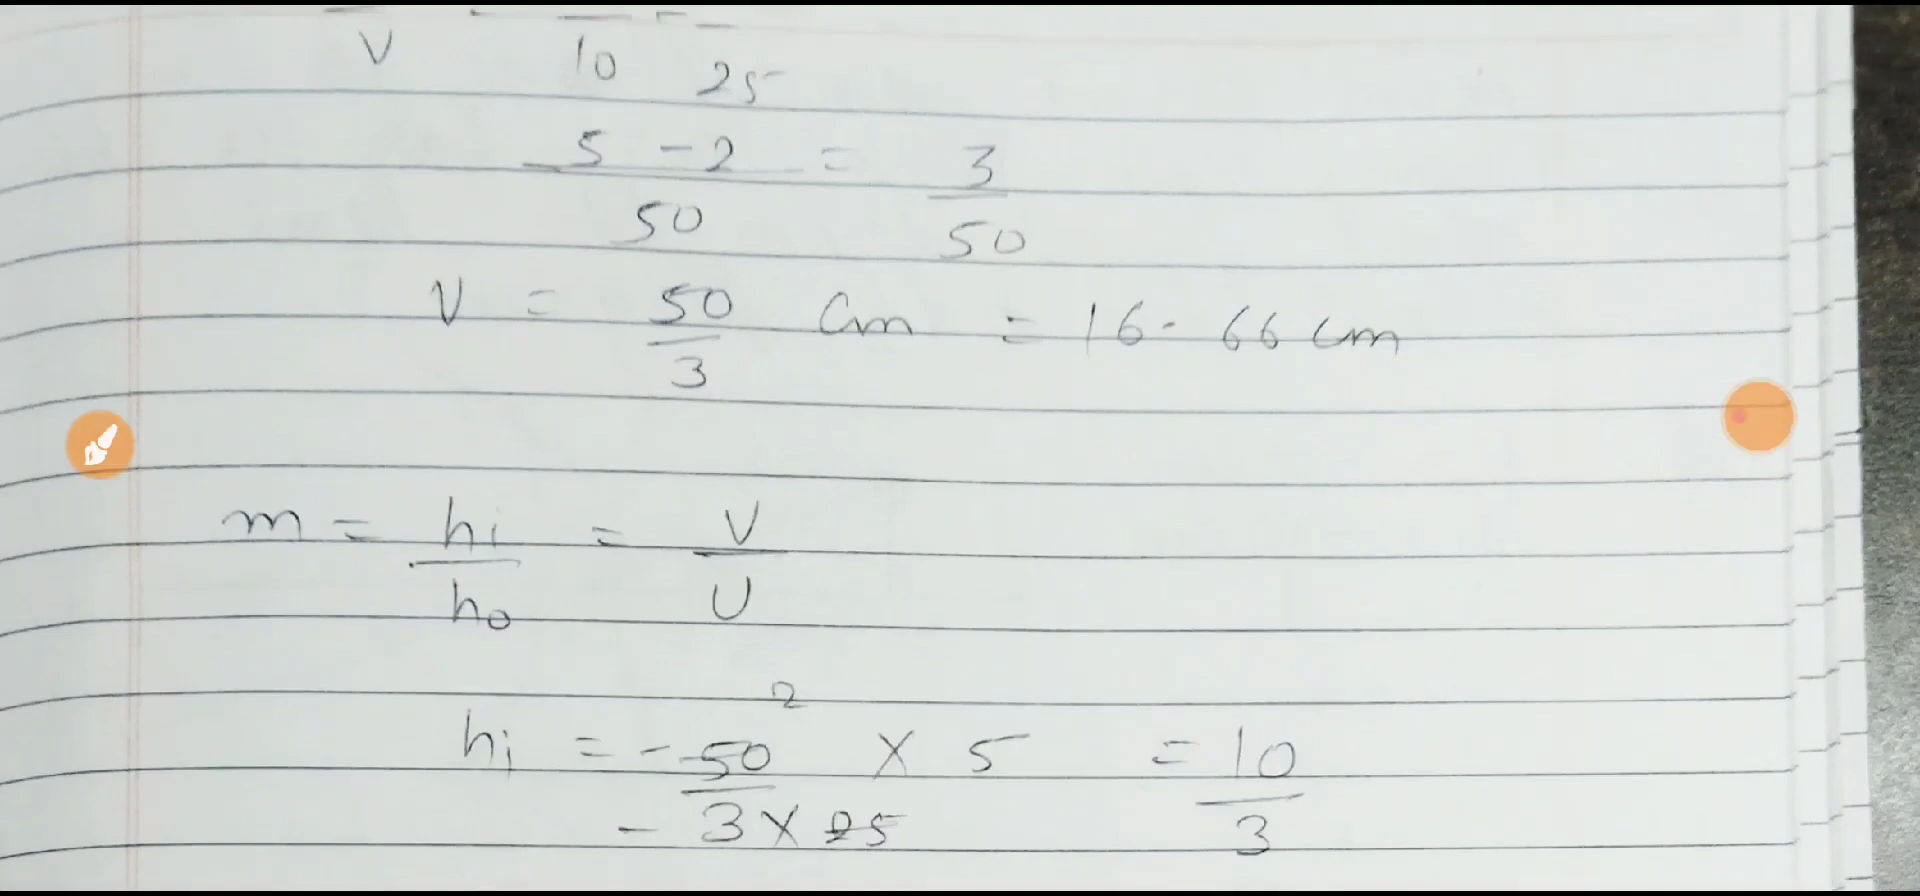 V 10 25
5 - 2 = 3
50 50
V = 50 Cm = 16. 66 cm
3
m = hi = V
ho U
2
hi = - 50 X 5 = 10
- 3 X 25 3